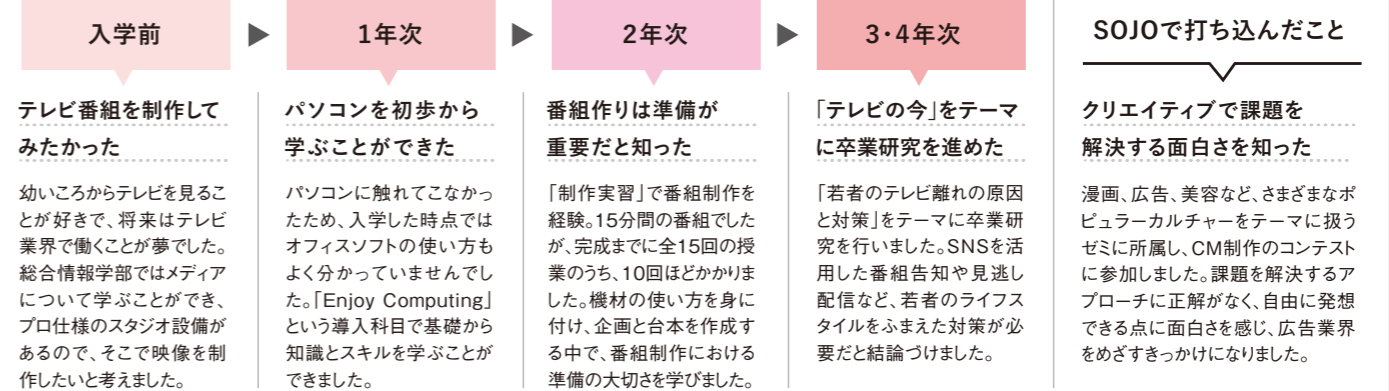 入学前
テレビ番組を制作して
みたかった
幼いころからテレビを見るこ
とが好きで、将来はテレビ
業界で働くことが夢でした。
総合情報学部ではメディア
について学ぶことができ、
プロ仕様のスタジオ設備が
あるので、そこで映像を制
作したいと考えました。
1年次
パソコンを初歩から
学ぶことができた
パソコンに触れてこなかっ
たため、入学した時点では
オフィスソフトの使い方も
よく分かっていませんでし
た。「Enjoy Computing」
という導入科目で基礎から
知識とスキルを学ぶことが
できました。
2年次
番組作りは準備が
重要だと知った
「制作実習」で番組制作を
経験。15分間の番組でした
が、完成までに全15回の授
業のうち、10回ほどかかりま
した。機材の使い方を身に
付け、企画と台本を作成す
る中で、番組制作における
準備の大切さを学びました。
3・4年次
「テレビの今」をテーマ
に卒業研究を進めた
「若者のテレビ離れの原因
と対策」をテーマに卒業研
究を行いました。SNSを活
用した番組告知や見逃し
配信など、若者のライフス
タイルをふまえた対策が必
要だと結論づけました。
SOJOで打ち込んだこと
クリエイティブで課題を
解決する面白さを知った
漫画、広告、美容など、さまざまなポ
ピュラーカルチャーをテーマに扱う
ゼミに所属し、CM制作のコンテスト
に参加しました。課題を解決するア
プローチに正解がなく、自由に発想
できる点に面白さを感じ、広告業界
をめざすきっかけになりました。